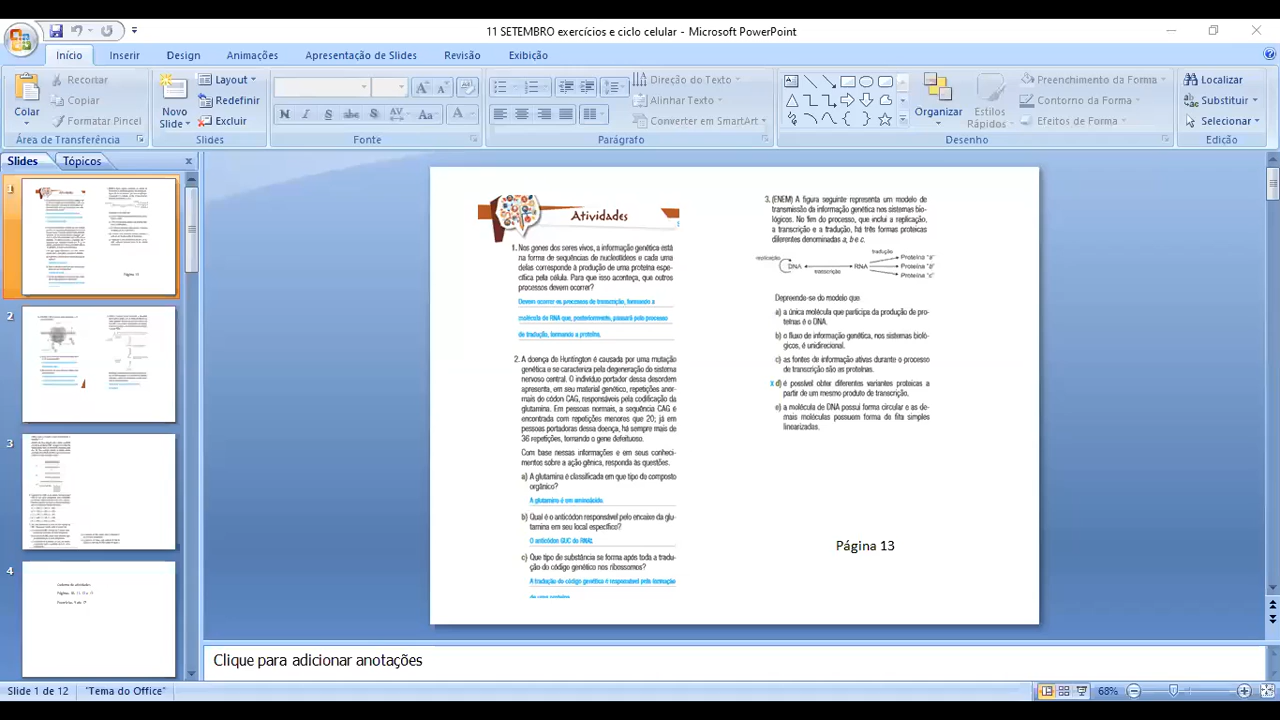 11 SETEMBRO exercícios e ciclo celular - Microsoft PowerPoint
Início
Inserir
Design
Animações
Apresentação de Slides
Revisão
Exibição
Colar
Recortar
Copiar
Formatar Pincel
Área de Transferência
Novo
Slide
Layout
Redefinir
Excluir
Slides
N I S abc S AV Aa A
Fonte
Direção do Texto
Alinhar Texto
Converter em SmartArt
Parágrafo
Organizar
Estilos
Rápidos
Preenchimento da Forma
Contorno da Forma
Efeitos de Forma
Desenho
Localizar
Substituir
Selecionar
Edição
Slides
Tópicos
1
2
3
4
Atividades
1. Nos genes dos seres vivos, a informação genética está
na forma de sequências de nucleotídeos e cada uma
delas corresponde à produção de uma proteína espe-
cífica pela célula. Para que isso aconteça, que outros
processos devem ocorrer?
Devem ocorrer os processos de transcrição, formando a
molécula de RNA que, posteriormente, passará pelo processo
de tradução, formando a proteína.
2. A doença de Huntington é causada por uma mutação
genética e se caracteriza pela degeneração do sistema
nervoso central. O indivíduo portador dessa desordem
apresenta, em seu material genético, repetições anor-
mais do códon CAG, responsáveis pela codificação da
glutamina. Em pessoas normais, a sequência CAG é
encontrada com repetições menores que 20; já em
pessoas portadoras dessa doença, há sempre mais de
36 repetições, tornando o gene defeituoso.
Com base nessas informações e em seus conheci-
mentos sobre a ação gênica, responda às questões.
a) A glutamina é classificada em que tipo de composto
orgânico?
A glutamina é um aminoácido.
b) Qual é o anticódon responsável pelo encaixe da glu-
tamina em seu local específico?
O anticódon GUC do RNAt.
c) Que tipo de substância se forma após toda a tradu-
ção do código genético nos ribossomos?
A tradução do código genético é responsável pela formação
de uma proteína.
3. (ENEM) A figura seguinte representa um modelo de
transmissão da informação genética nos sistemas bio-
lógicos. No fim do processo, que inclui a replicação,
a transcrição e a tradução, há três formas proteicas
diferentes denominadas a, b e c.
replicação
DNA
transcrição
RNA
tradução
Proteína "a"
Proteína "b"
Proteína "c"
Depreende-se do modelo que
a) a única molécula que participa da produção de pro-
teínas é o DNA.
b) o fluxo de informação genética, nos sistemas bioló-
gicos, é unidirecional.
c) as fontes de informação ativas durante o processo
de transcrição são as proteínas.
x d) é possível obter diferentes variantes proteicas a
partir de um mesmo produto de transcrição.
e) a molécula de DNA possui forma circular e as de-
mais moléculas possuem forma de fita simples
linearizadas.
Página 13
Clique para adicionar anotações
Slide 1 de 12
"Tema do Office"
68%